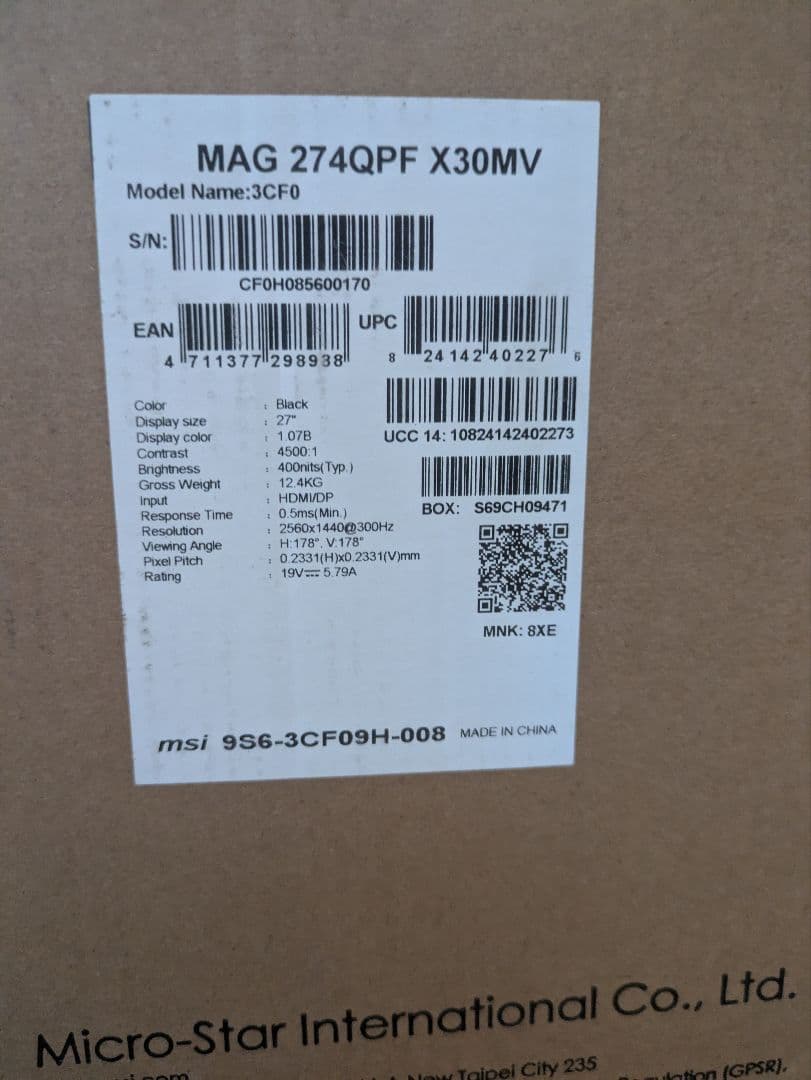 MAG 274QPF X30MV
Model Name:3CF0
S/N:
CF0H085600170
EAN
4 711377 298938
UPC
8 24142 40227 6
UCC 14: 10824142402273
BOX: S69CH09471
MNK: 8XE
Color : Black
Display size : 27"
Display color : 1.07B
Contrast : 4500:1
Brightness : 400nits(Typ.)
Gross Weight : 12.4KG
Input : HDMI/DP
Response Time : 0.5ms(Min.)
Resolution : 2560x1440@300Hz
Viewing Angle : H:178°, V:178°
Pixel Pitch : 0.2331(H)x0.2331(V)mm
Rating : 19V⎓ 5.79A
msi 9S6-3CF09H-008 MADE IN CHINA
Micro-Star International Co., Ltd.
New Taipei City 235
(GPSR),